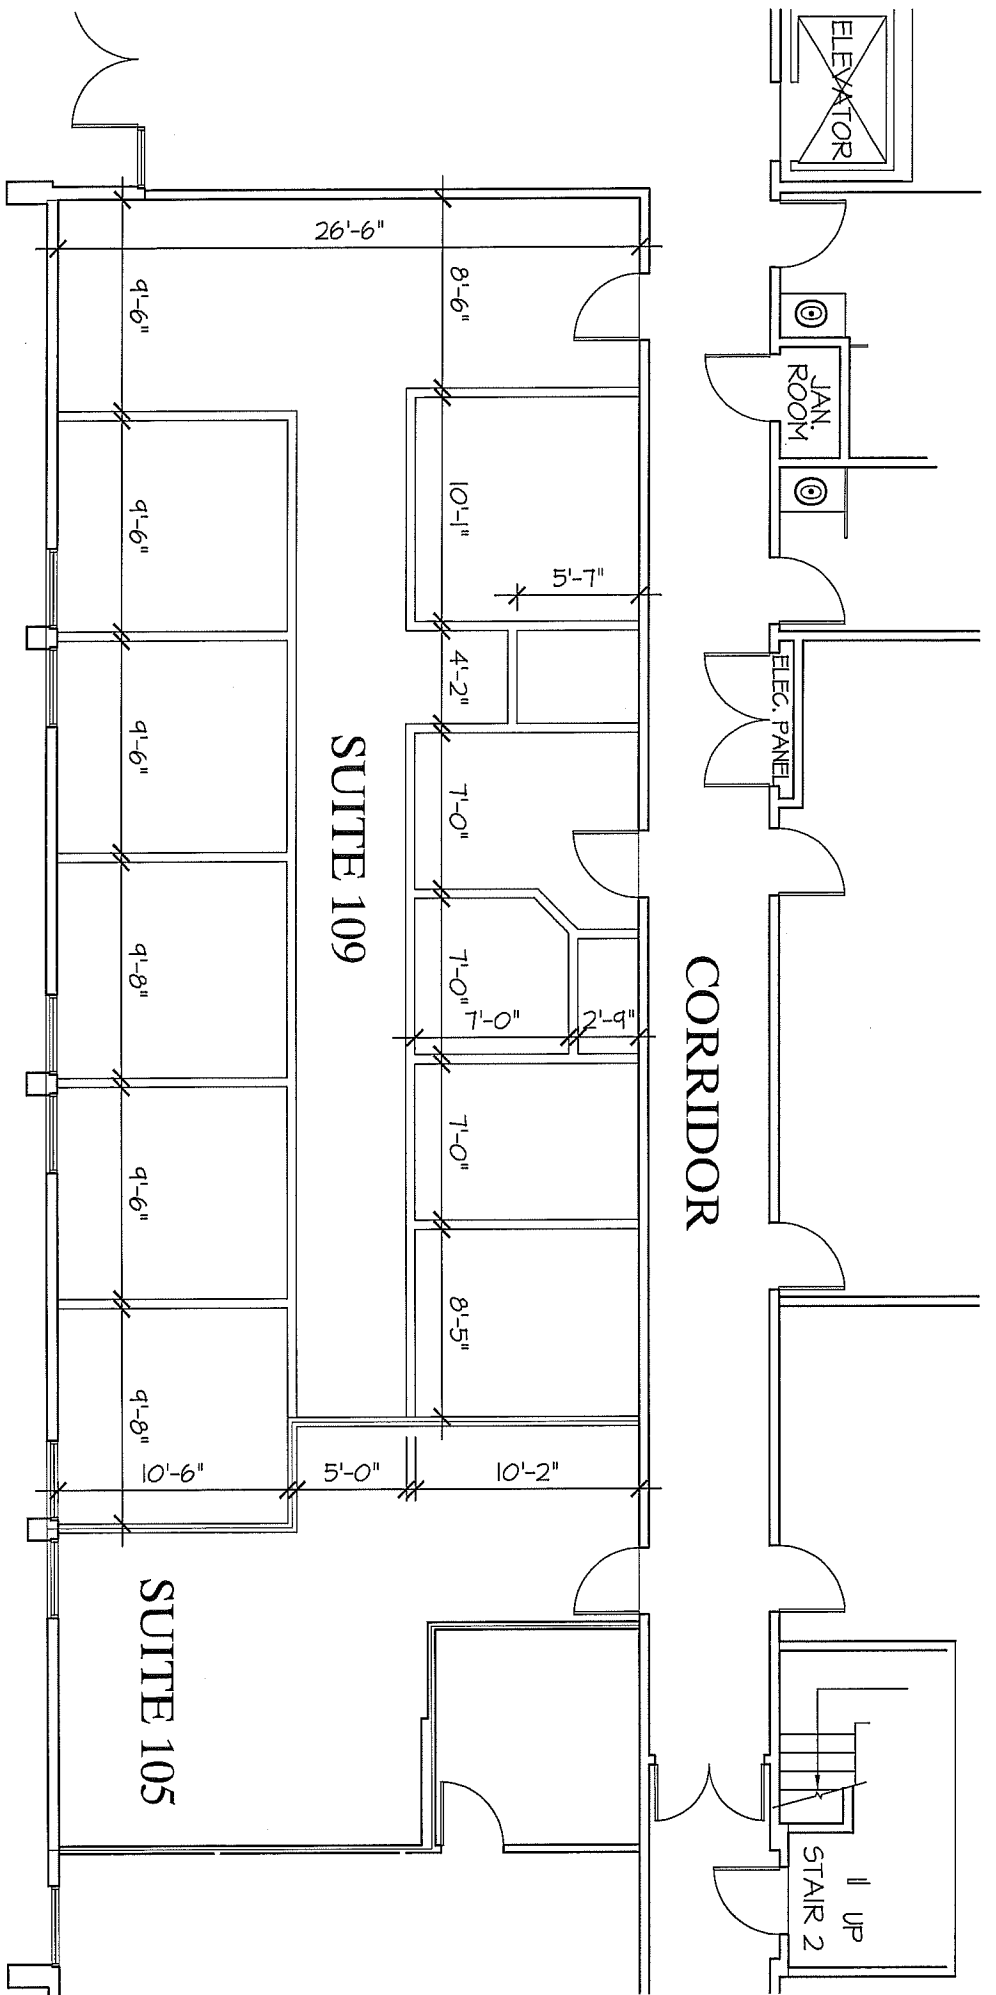 ELEVATOR
JAN.
ROOM
ELEC. PANEL
UP
STAIR 2
CORRIDOR
26'-6"
8'-6"
10'-1"
5'-7"
4'-2"
7'-0"
7'-0"
7'-0"
2'-9"
7'-0"
8'-5"
SUITE 109
9'-6"
9'-6"
9'-6"
9'-8"
9'-6"
9'-8"
10'-6"
5'-0"
10'-2"
SUITE 105